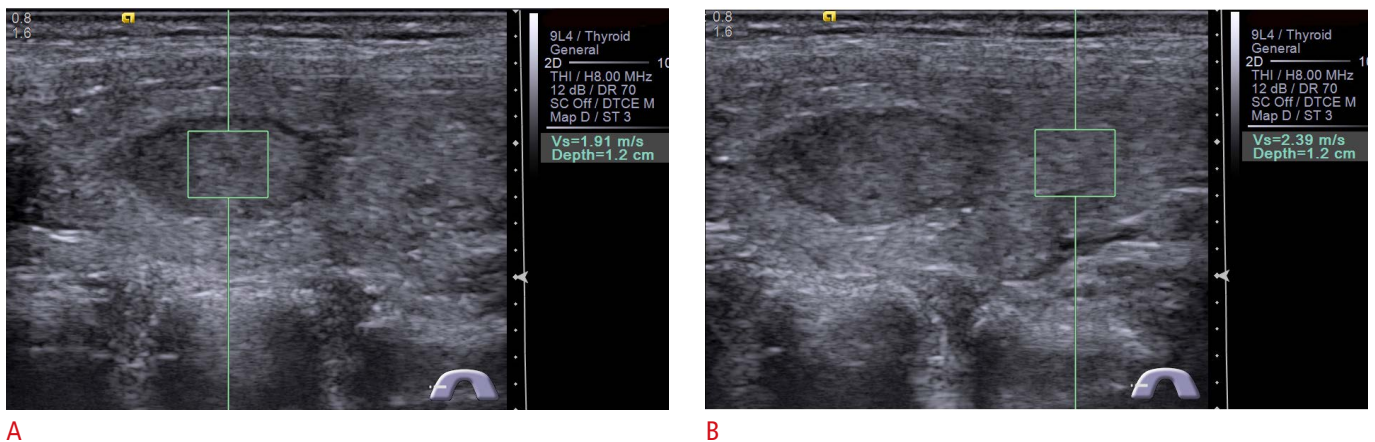 0.8
1.6
9L4 / Thyroid
General
2D 10
THI / H8.00 MHz
12 dB / DR 70
SC Off / DTCE M
Map D / ST 3
Vs=1.91 m/s
Depth=1.2 cm
A
0.8
1.6
9L4 / Thyroid
General
2D 10
THI / H8.00 MHz
12 dB / DR 70
SC Off / DTCE M
Map D / ST 3
Vs=2.39 m/s
Depth=1.2 cm
B